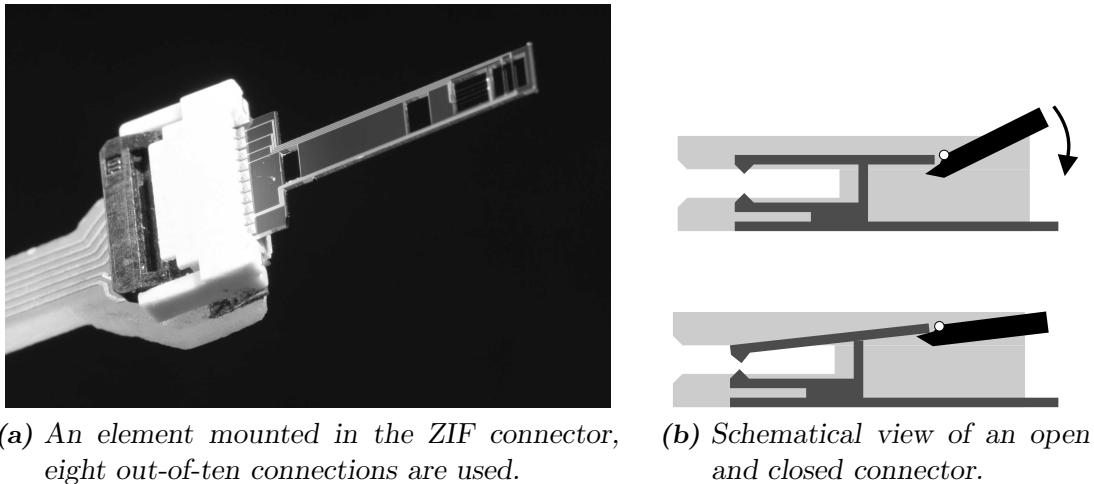 (a) An element mounted in the ZIF connector,
eight out-of-ten connections are used.
(b) Schematical view of an open
and closed connector.